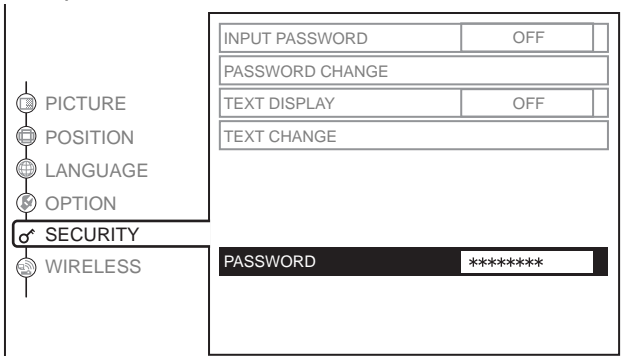 INPUT PASSWORD OFF
PASSWORD CHANGE
TEXT DISPLAY OFF
TEXT CHANGE
PICTURE
POSITION
LANGUAGE
OPTION
SECURITY
WIRELESS
PASSWORD ********